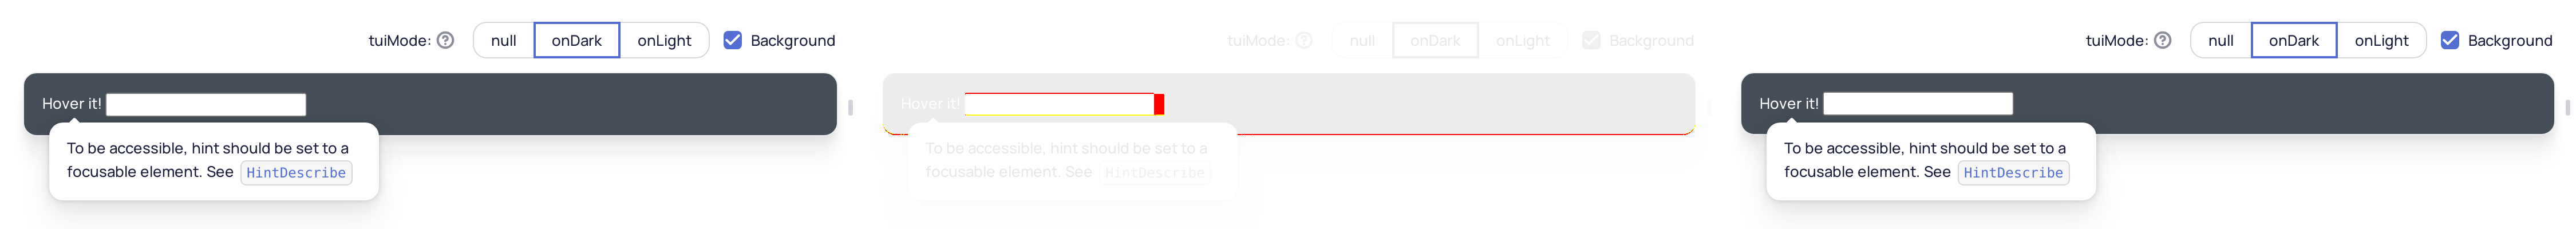 tuiMode: null onDark onLight Background
Hover it!
To be accessible, hint should be set to a
focusable element. See HintDescribe
tuiMode: null onDark onLight Background
Hover it!
To be accessible, hint should be set to a
focusable element. See HintDescribe
tuiMode: null onDark onLight Background
Hover it!
To be accessible, hint should be set to a
focusable element. See HintDescribe